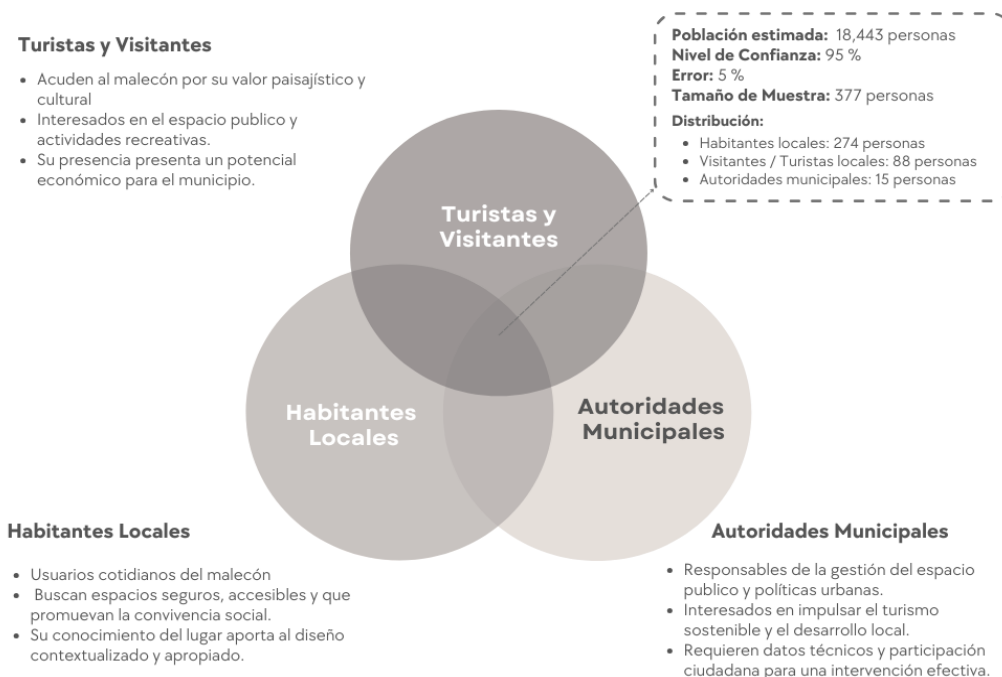 Turistas y Visitantes
• Acuden al malecón por su valor paisajístico y
cultural
• Interesados en el espacio publico y
actividades recreativas.
• Su presencia presenta un potencial
económico para el municipio.
Población estimada: 18,443 personas
Nivel de Confianza: 95 %
Error: 5 %
Tamaño de Muestra: 377 personas
Distribución:
• Habitantes locales: 274 personas
• Visitantes / Turistas locales: 88 personas
• Autoridades municipales: 15 personas
Turistas y
Visitantes
Habitantes
Locales
Autoridades
Municipales
Habitantes Locales
• Usuarios cotidianos del malecón
• Buscan espacios seguros, accesibles y que
promuevan la convivencia social.
• Su conocimiento del lugar aporta al diseño
contextualizado y apropiado.
Autoridades Municipales
• Responsables de la gestión del espacio
publico y políticas urbanas.
• Interesados en impulsar el turismo
sostenible y el desarrollo local.
• Requieren datos técnicos y participación
ciudadana para una intervención efectiva.